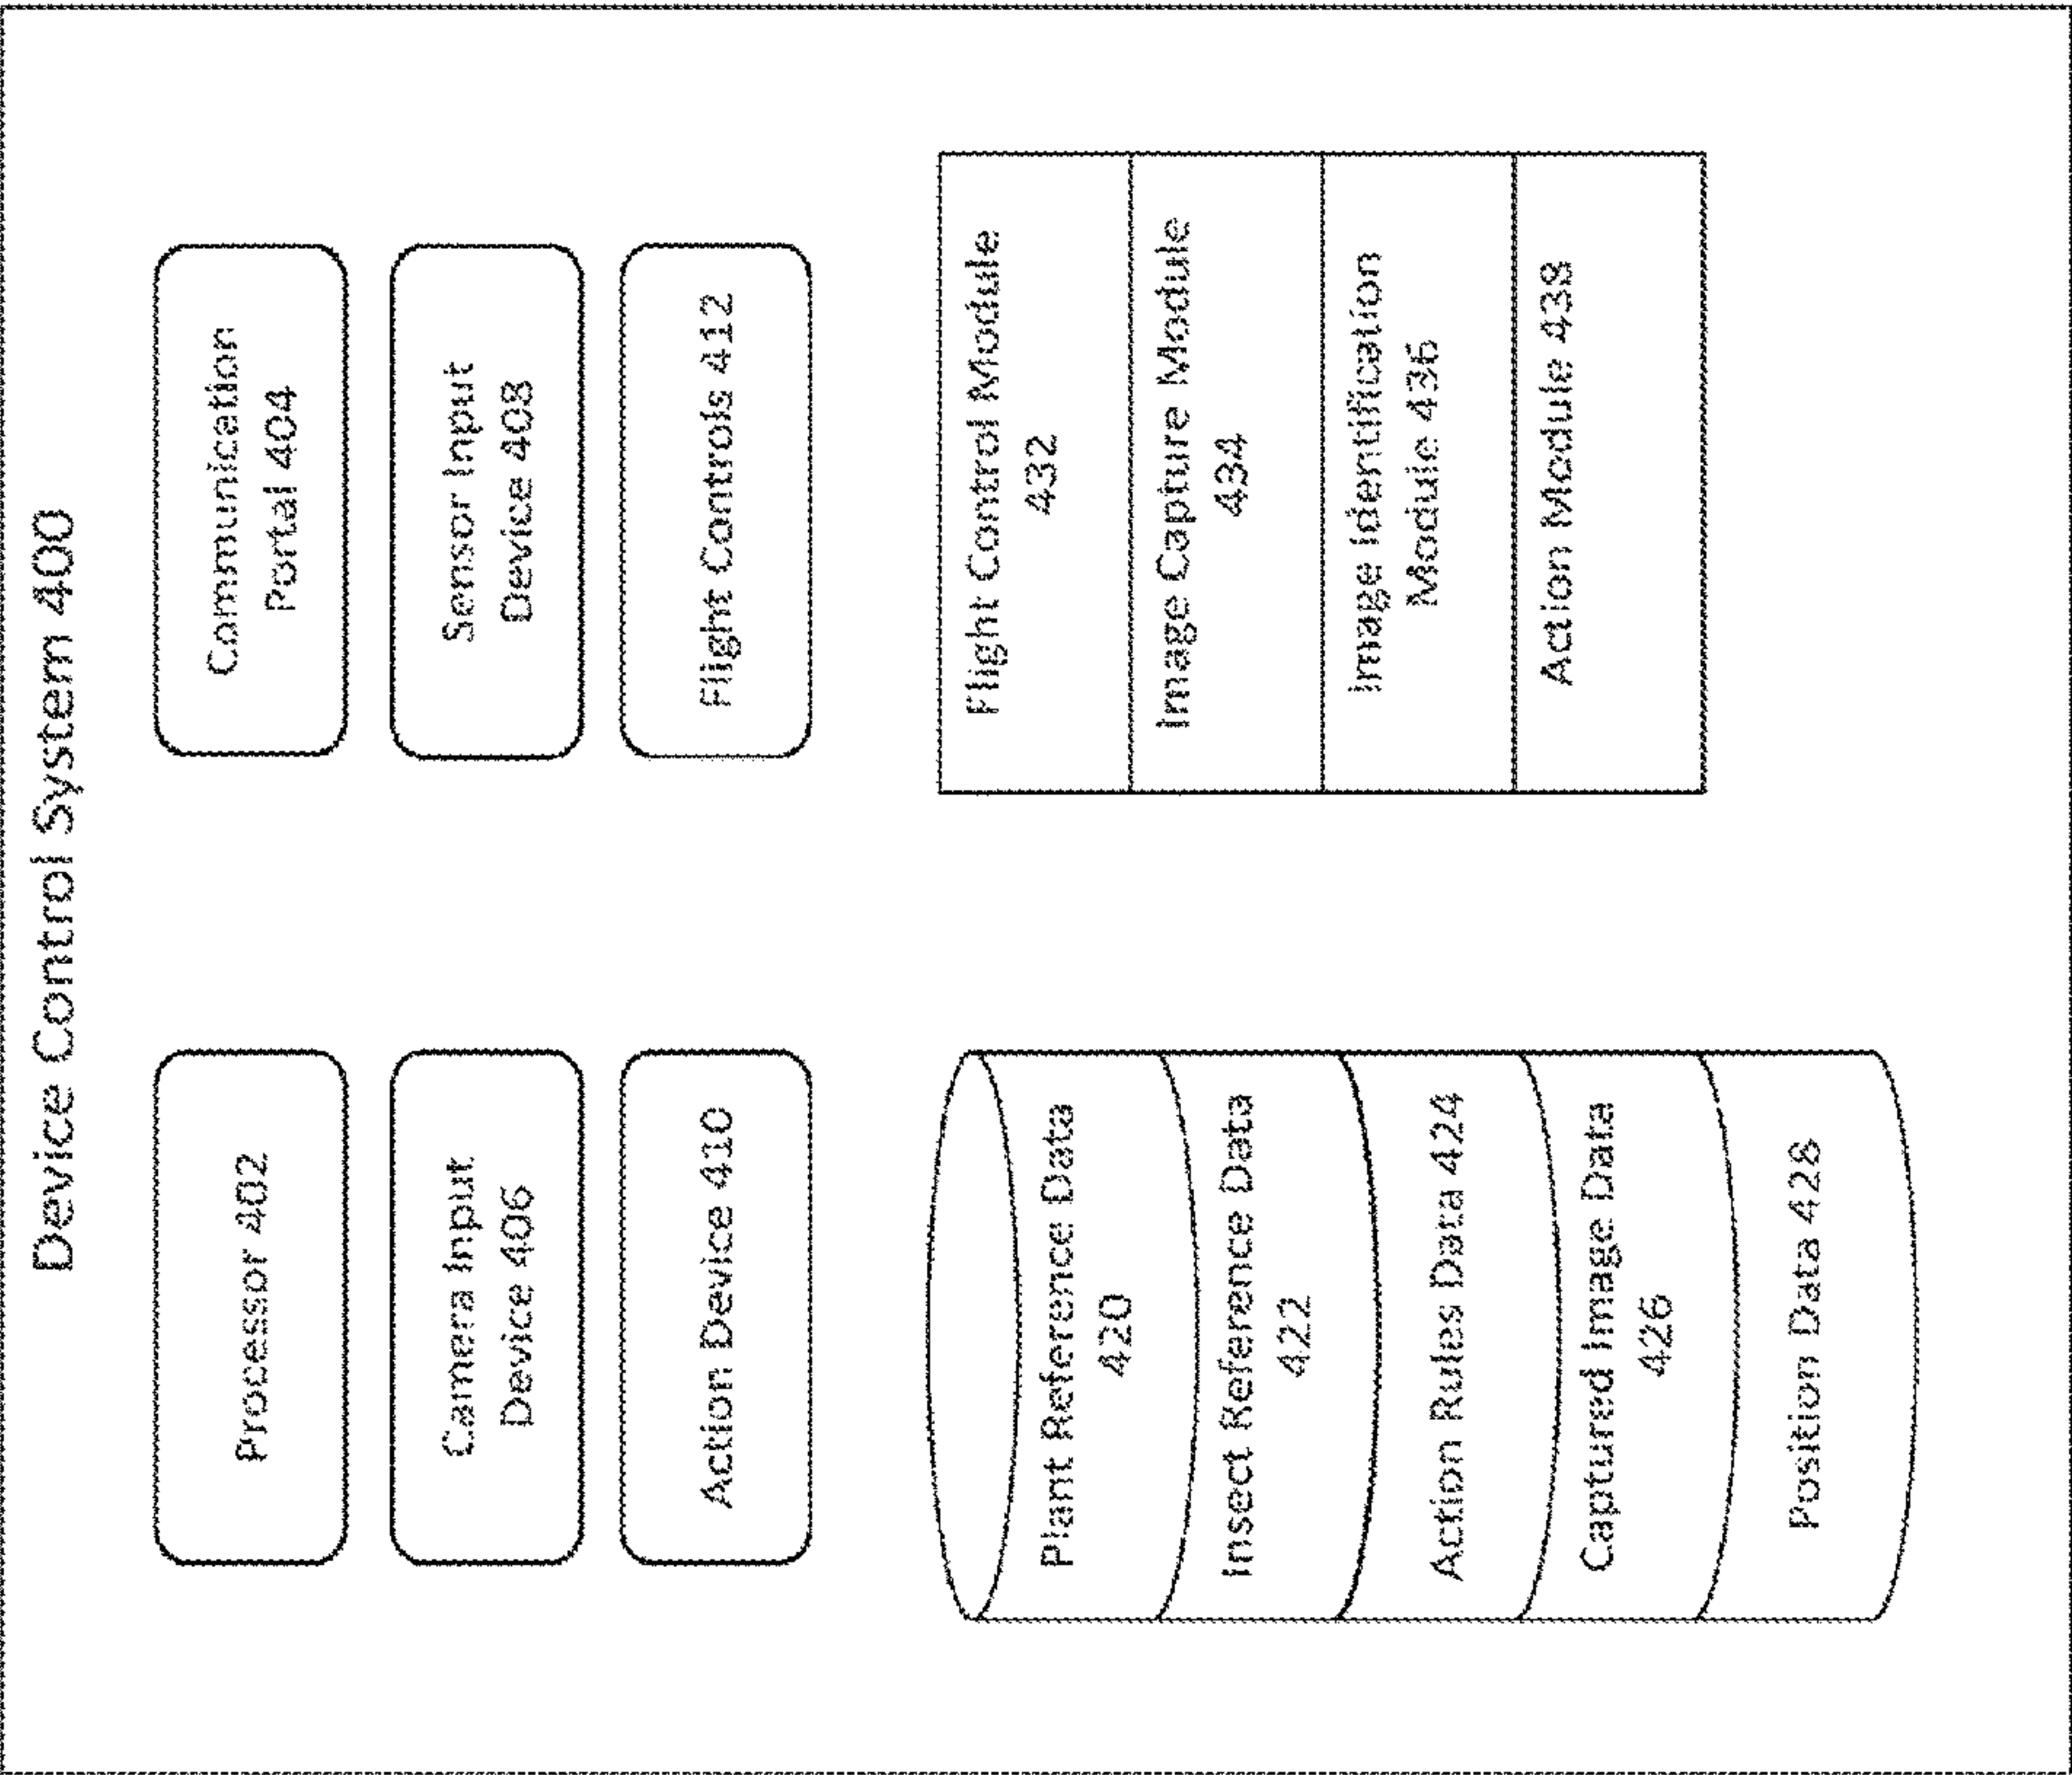 Device Control System 400
Processor 402
Communication
Portal 404
Camera Input
Device 406
Sensor Input
Device 408
Action Device 410
Flight Controls 412
Plant Reference Data
420
Insect Reference Data
422
Action Rules Data 424
Captured Image Data
426
Position Data 428
Flight Control Module
432
Image Capture Module
434
Image Identification
Module 436
Action Module 438